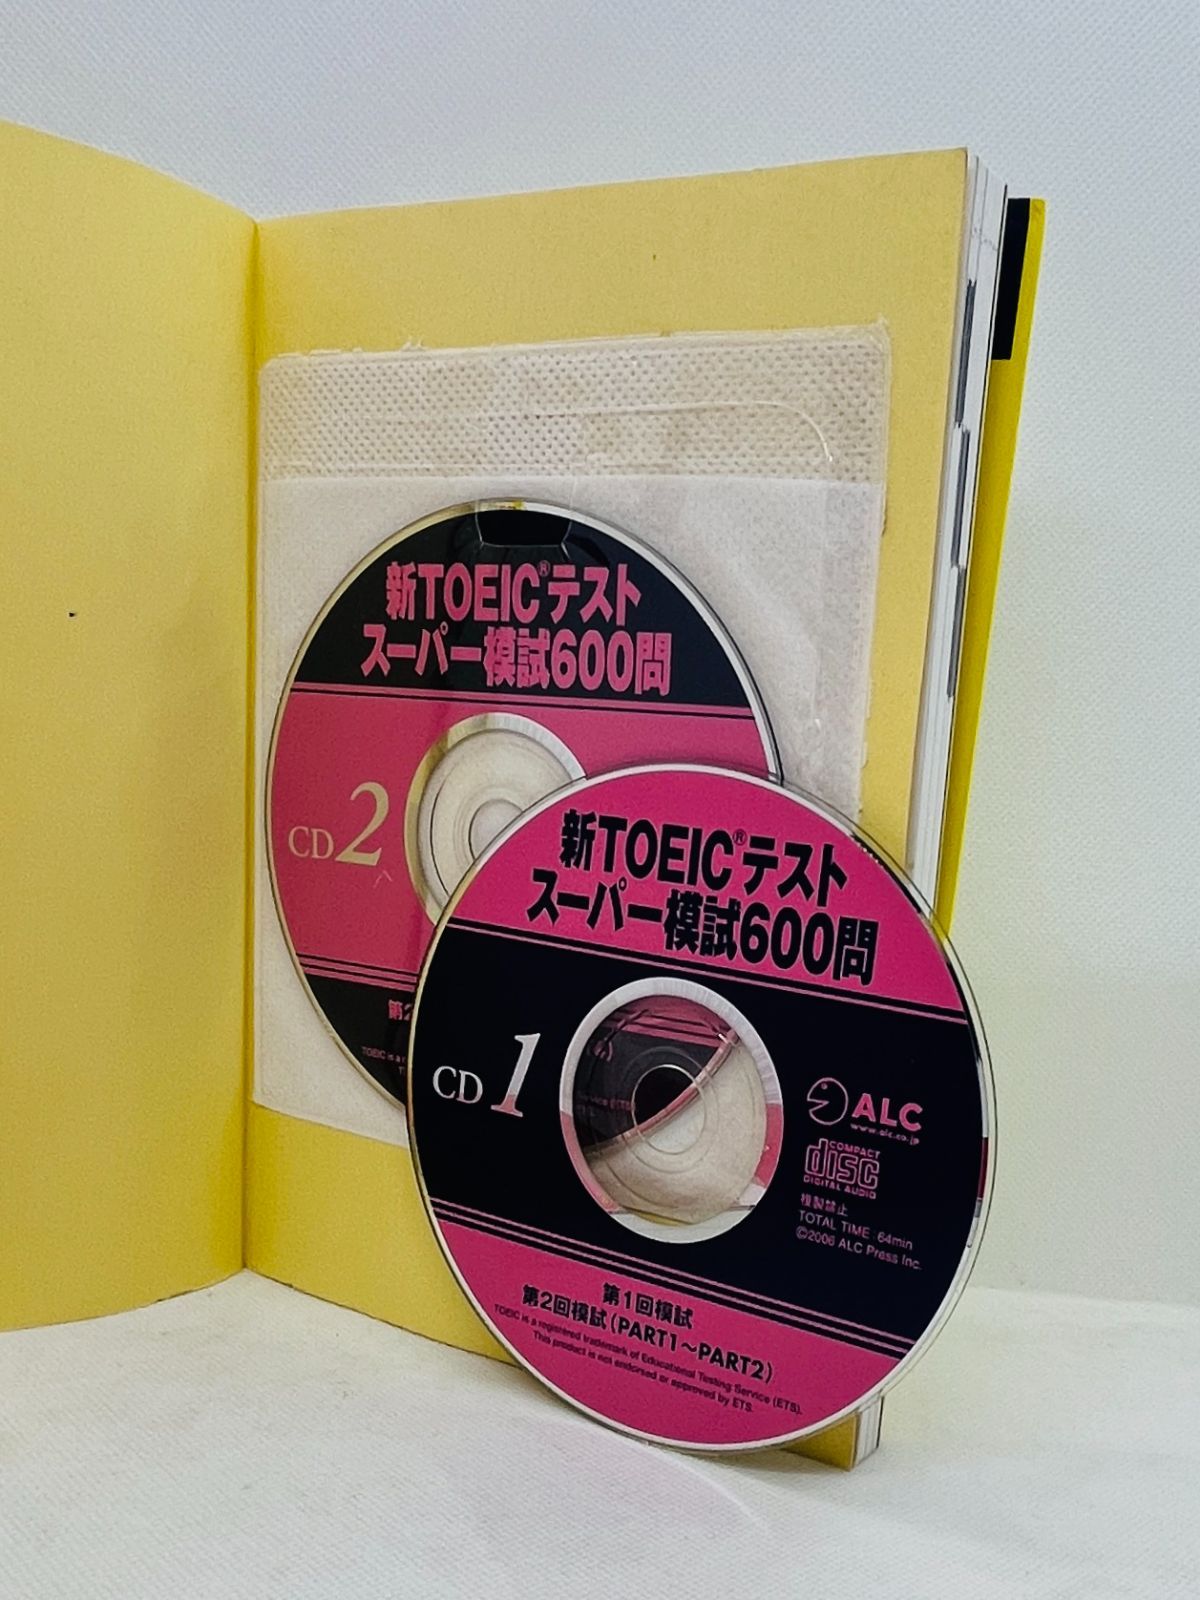 新TOEIC®テスト
スーパー模試600問
CD 2
第2
TOEIC is a r
新TOEIC®テスト
スーパー模試600問
CD 1
ALC
www.alc.co.jp
COMPACT
disc
DIGITAL AUDIO
複製禁止
TOTAL TIME : 64min
©2006 ALC Press Inc.
第1回模試
第2回模試(PART1～PART2)
TOEIC is a registered trademark of Educational Testing Service (ETS).
This product is not endorsed or approved by ETS.